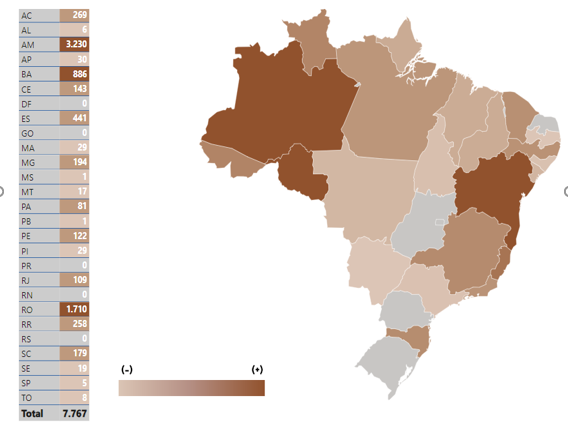 AC 269
AL 6
AM 3.230
AP 30
BA 886
CE 143
DF 0
ES 441
GO 0
MA 29
MG 194
MS 1
MT 17
PA 81
PB 1
PE 122
PI 29
PR 0
RJ 109
RN 0
RO 1.710
RR 258
RS 0
SC 179
SE 19
SP 5
TO 8
Total 7.767
(-) (+)